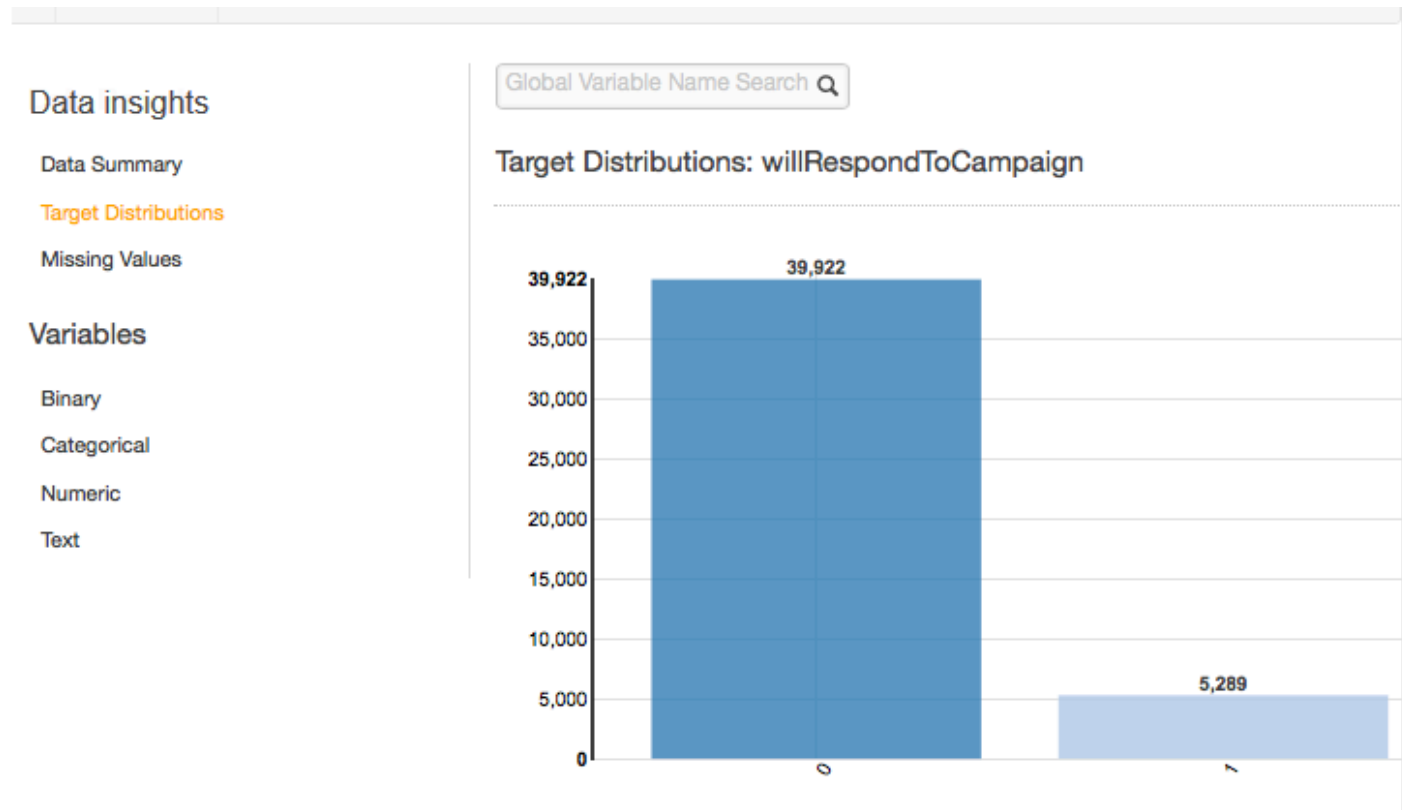 Data insights
Data Summary
Target Distributions
Missing Values
Variables
Binary
Categorical
Numeric
Text
Global Variable Name Search
Target Distributions: willRespondToCampaign
39,922
39,922
35,000
30,000
25,000
20,000
15,000
10,000
5,289
5,000
0
0
1